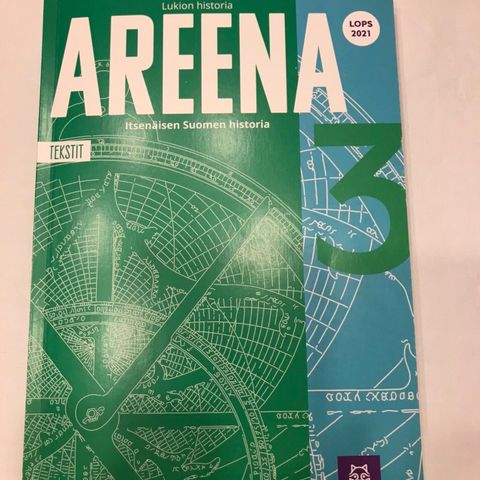 Lukion historia
AREENA
LOPS
2021
Itsenäisen Suomen historia
TEKSTIT
3